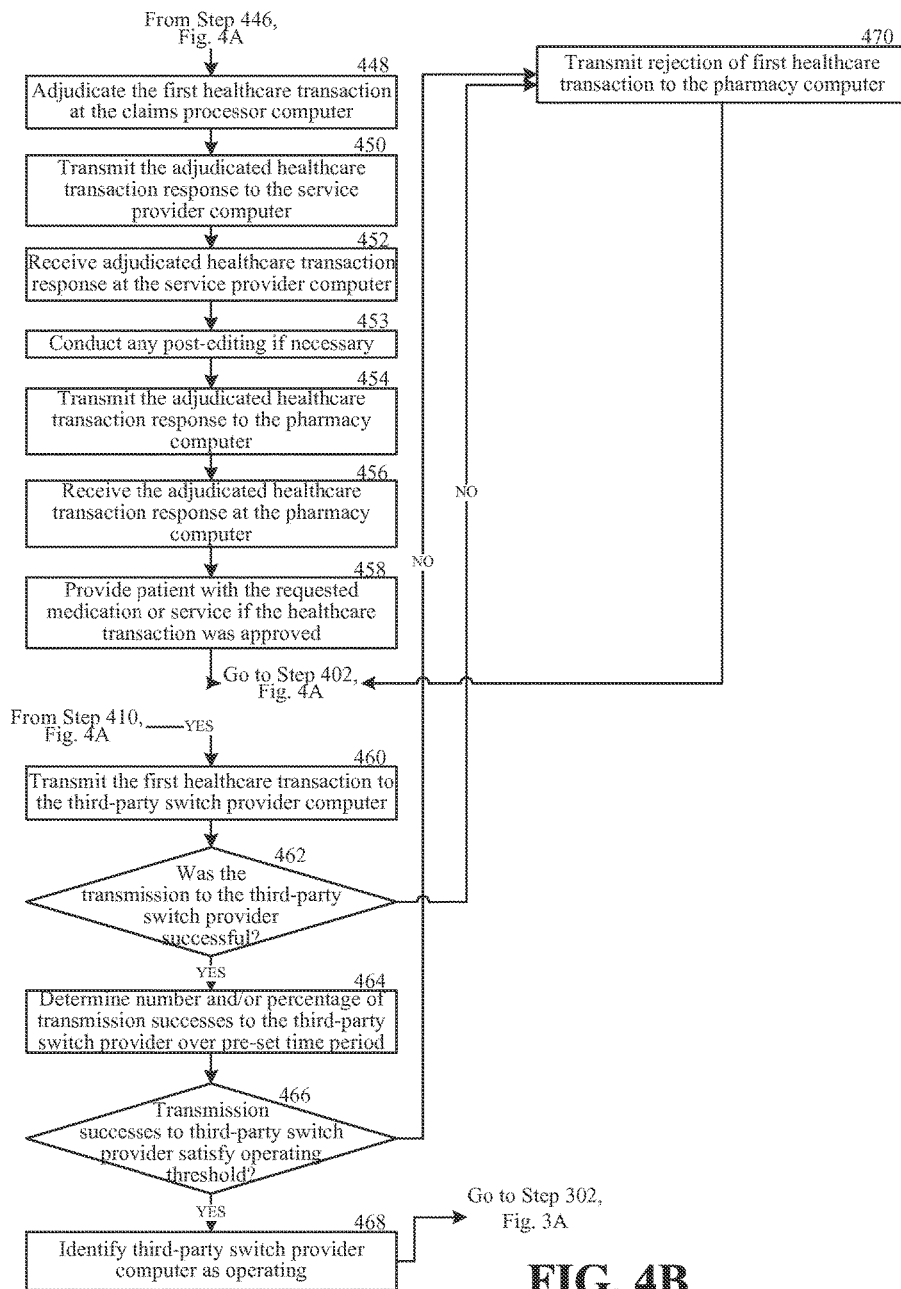 From Step 446,
Fig. 4A
448
Adjudicate the first healthcare transaction
at the claims processor computer
450
Transmit the adjudicated healthcare
transaction response to the service
provider computer
452
Receive adjudicated healthcare transaction
response at the service provider computer
453
Conduct any post-editing if necessary
454
Transmit the adjudicated healthcare
transaction response to the pharmacy
computer
456
Receive the adjudicated healthcare
transaction response at the pharmacy
computer
458
Provide patient with the requested
medication or service if the healthcare
transaction was approved
Go to Step 402,
Fig. 4A
470
Transmit rejection of first healthcare
transaction to the pharmacy computer
NO
NO
From Step 410,
Fig. 4A
YES
460
Transmit the first healthcare transaction to
the third-party switch provider computer
462
Was the
transmission to the third-party
switch provider
successful?
YES
464
Determine number and/or percentage of
transmission successes to the third-party
switch provider over pre-set time period
466
Transmission
successes to third-party switch
provider satisfy operating
threshold?
YES
468
Identify third-party switch provider
computer as operating
Go to Step 302,
Fig. 3A
FIG. 4B